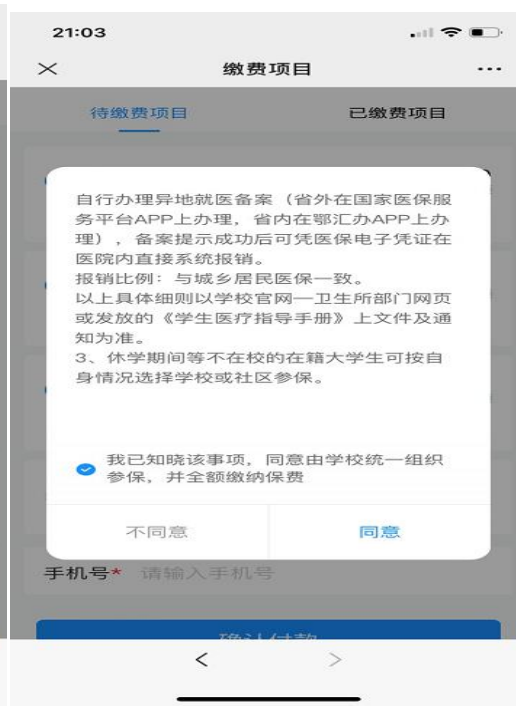 21:03
缴费项目
待缴费项目
已缴费项目
自行办理异地就医备案（省外在国家医保服
务平台APP上办理，省内在鄂汇办APP上办
理），备案提示成功后可凭医保电子凭证在
医院内直接系统报销。
报销比例：与城乡居民医保一致。
以上具体细则以学校官网—卫生所部门网页
或发放的《学生医疗指导手册》上文件及通
知为准。
3、休学期间等不在校的在籍大学生可按自
身情况选择学校或社区参保。
我已知晓该事项，同意由学校统一组织
参保，并全额缴纳保费
不同意
同意
手机号* 请输入手机号
确认付款